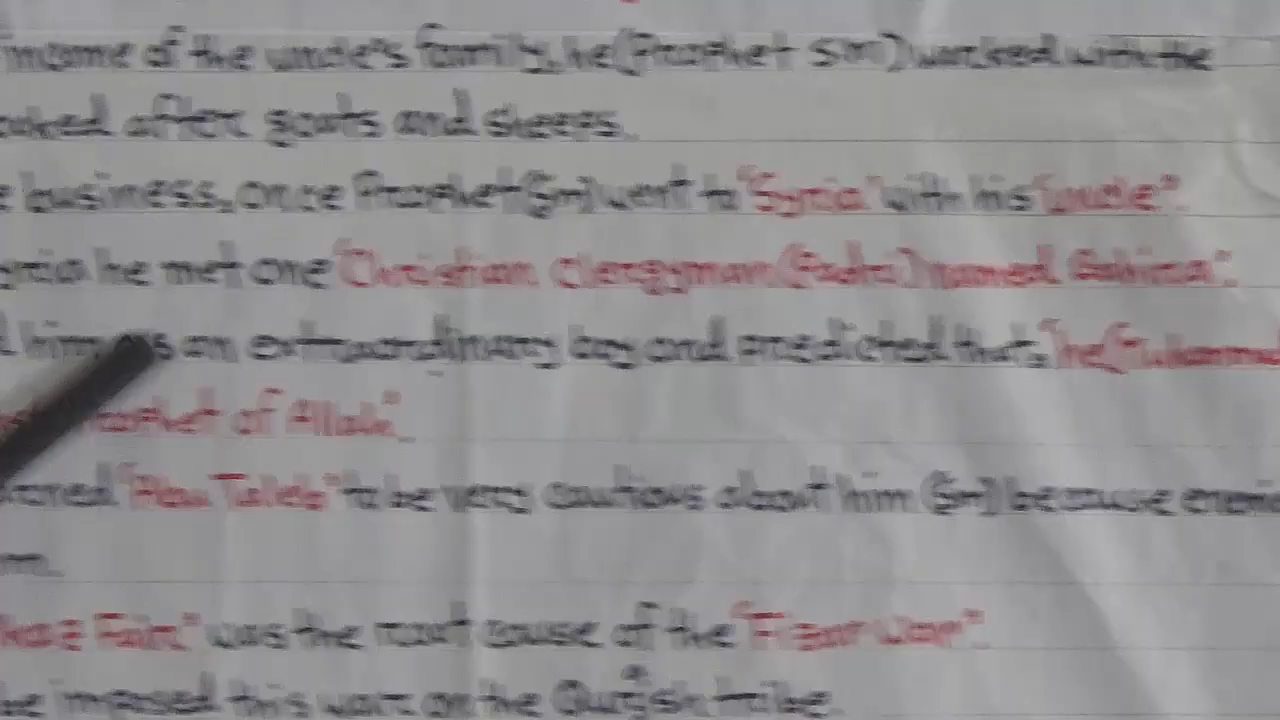 income of the uncle's family, he (Prophet SM) worked with the
looked after goats and sheeps.
business, once Prophet (SM) went to "Syria" with his "uncle".
he met one "Christian Clergyman (Padri) named Bahira".
him as an extraordinary boy and predicted that, "he (Muhammad
Prophet of Allah".
"Abu Taleb" to be very cautious about him (SM) because
Fair" was the root cause of the "Fizar War".
imposed this war on the Quraish tribe.